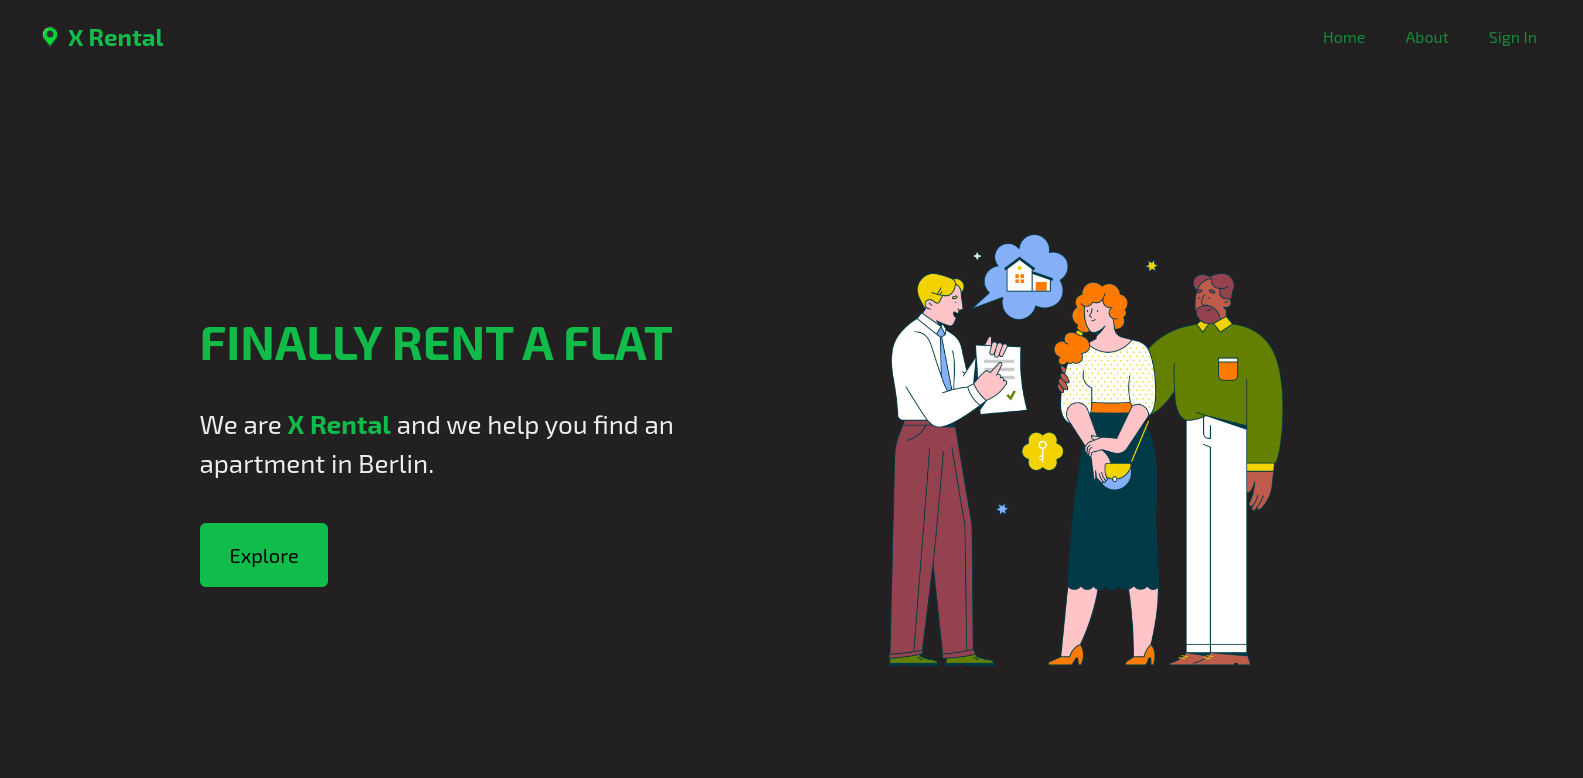 X Rental
Home
About
Sign In
FINALLY RENT A FLAT
We are X Rental and we help you find an
apartment in Berlin.
Explore